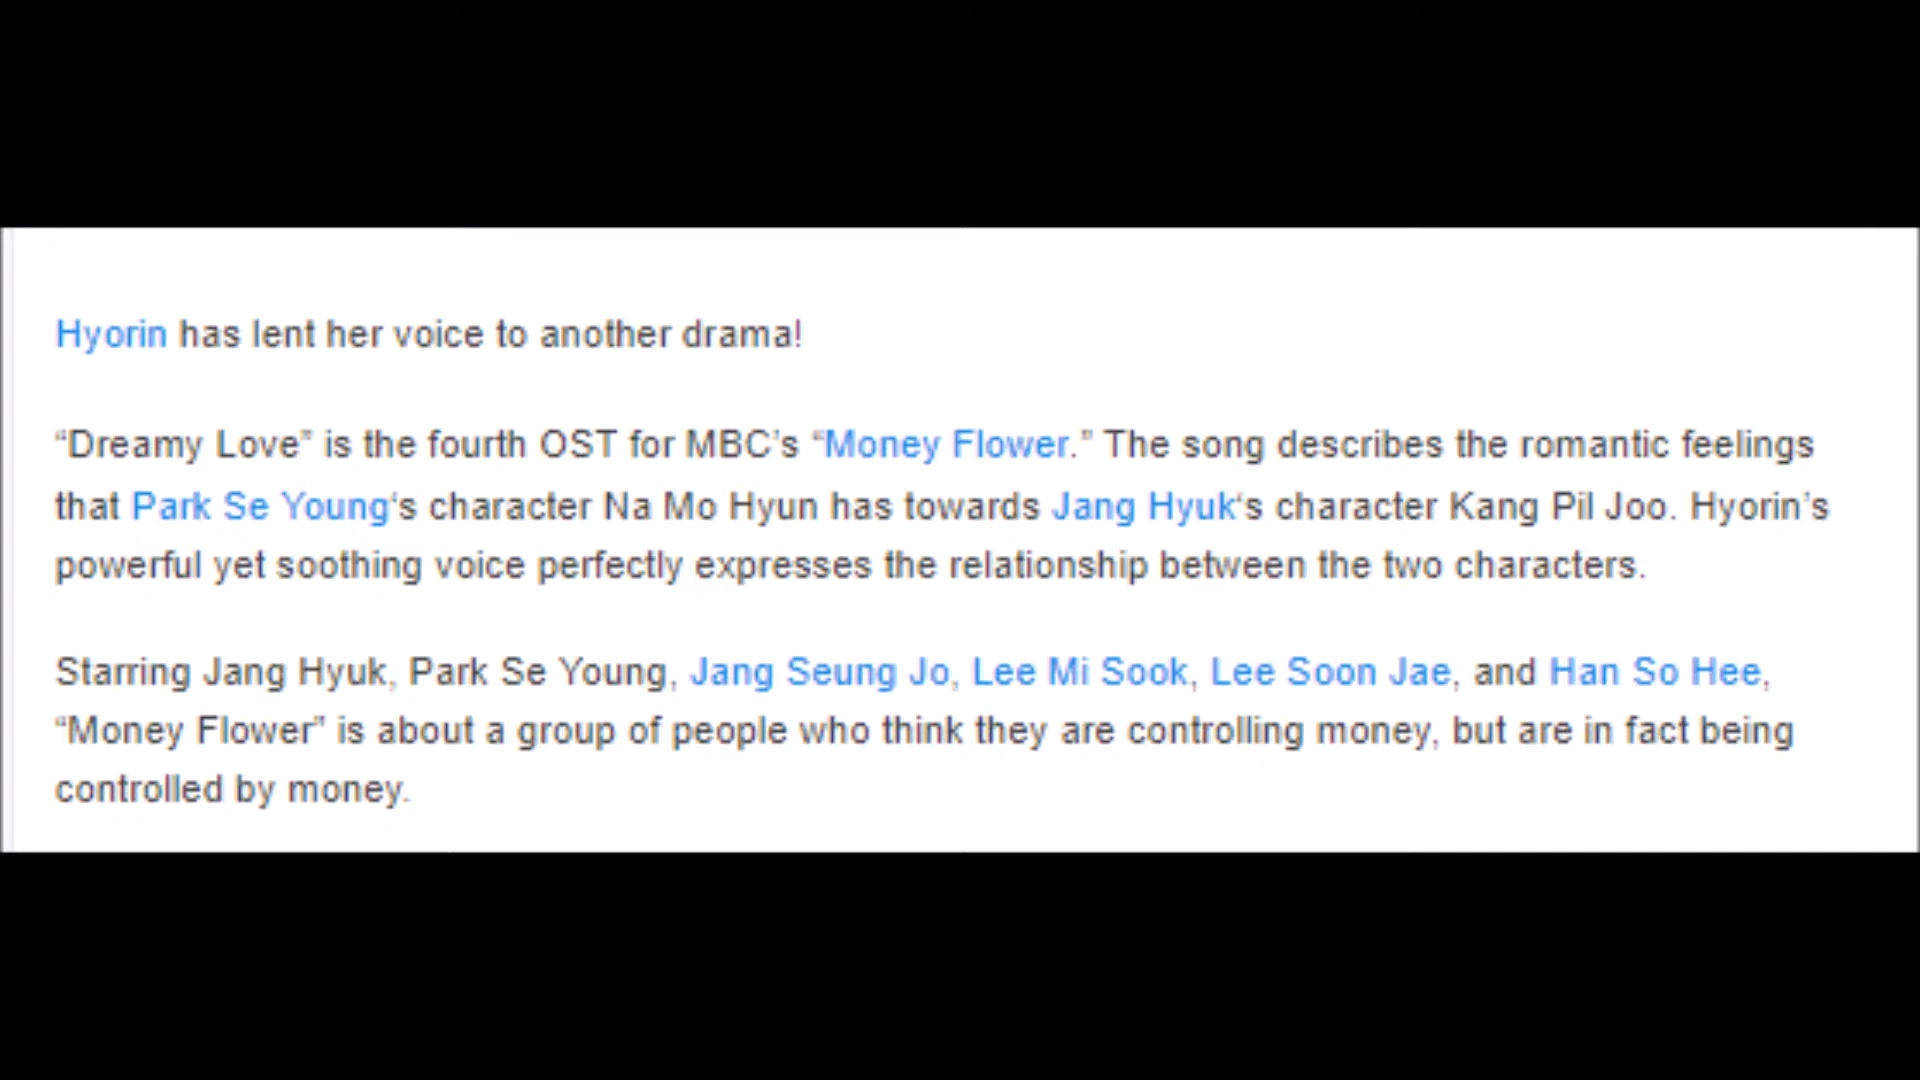 Hyorin has lent her voice to another drama!
“Dreamy Love” is the fourth OST for MBC’s “Money Flower.” The song describes the romantic feelings
that Park Se Young‘s character Na Mo Hyun has towards Jang Hyuk‘s character Kang Pil Joo. Hyorin’s
powerful yet soothing voice perfectly expresses the relationship between the two characters.
Starring Jang Hyuk, Park Se Young, Jang Seung Jo, Lee Mi Sook, Lee Soon Jae, and Han So Hee,
“Money Flower” is about a group of people who think they are controlling money, but are in fact being
controlled by money.